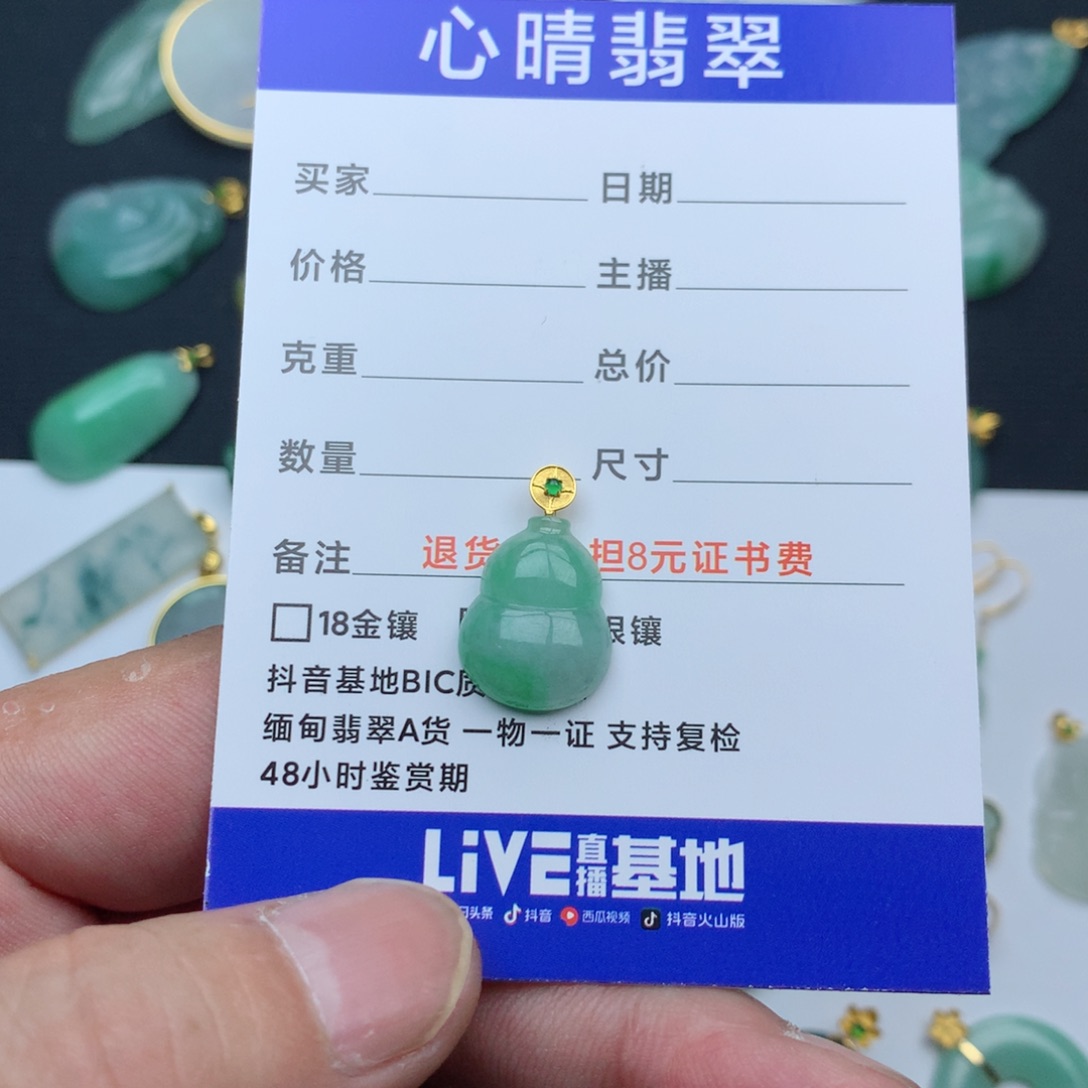 心晴翡翠
买家 日期
价格 主播
克重 总价
数量 尺寸
备注 退货 担8元证书费
18金镶 银镶
抖音基地BIC质
缅甸翡翠A货 一物一证 支持复检
48小时鉴赏期
LiVE直播基地
头条 抖音 西瓜视频 抖音火山版